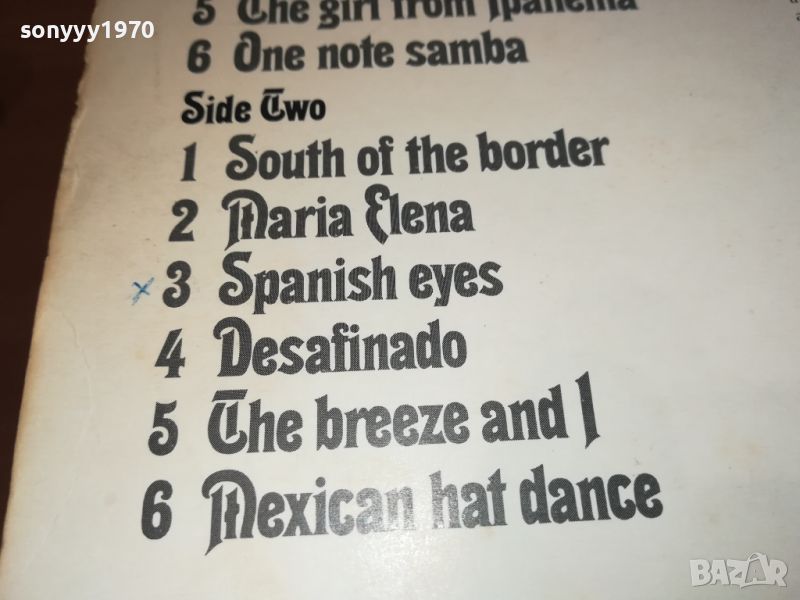 sonyyy1970
5 The girl from Ipanema
6 One note samba
Side Two
1 South of the border
2 Maria Elena
x 3 Spanish eyes
4 Desafinado
5 The breeze and I
6 Mexican hat dance
BAZAR